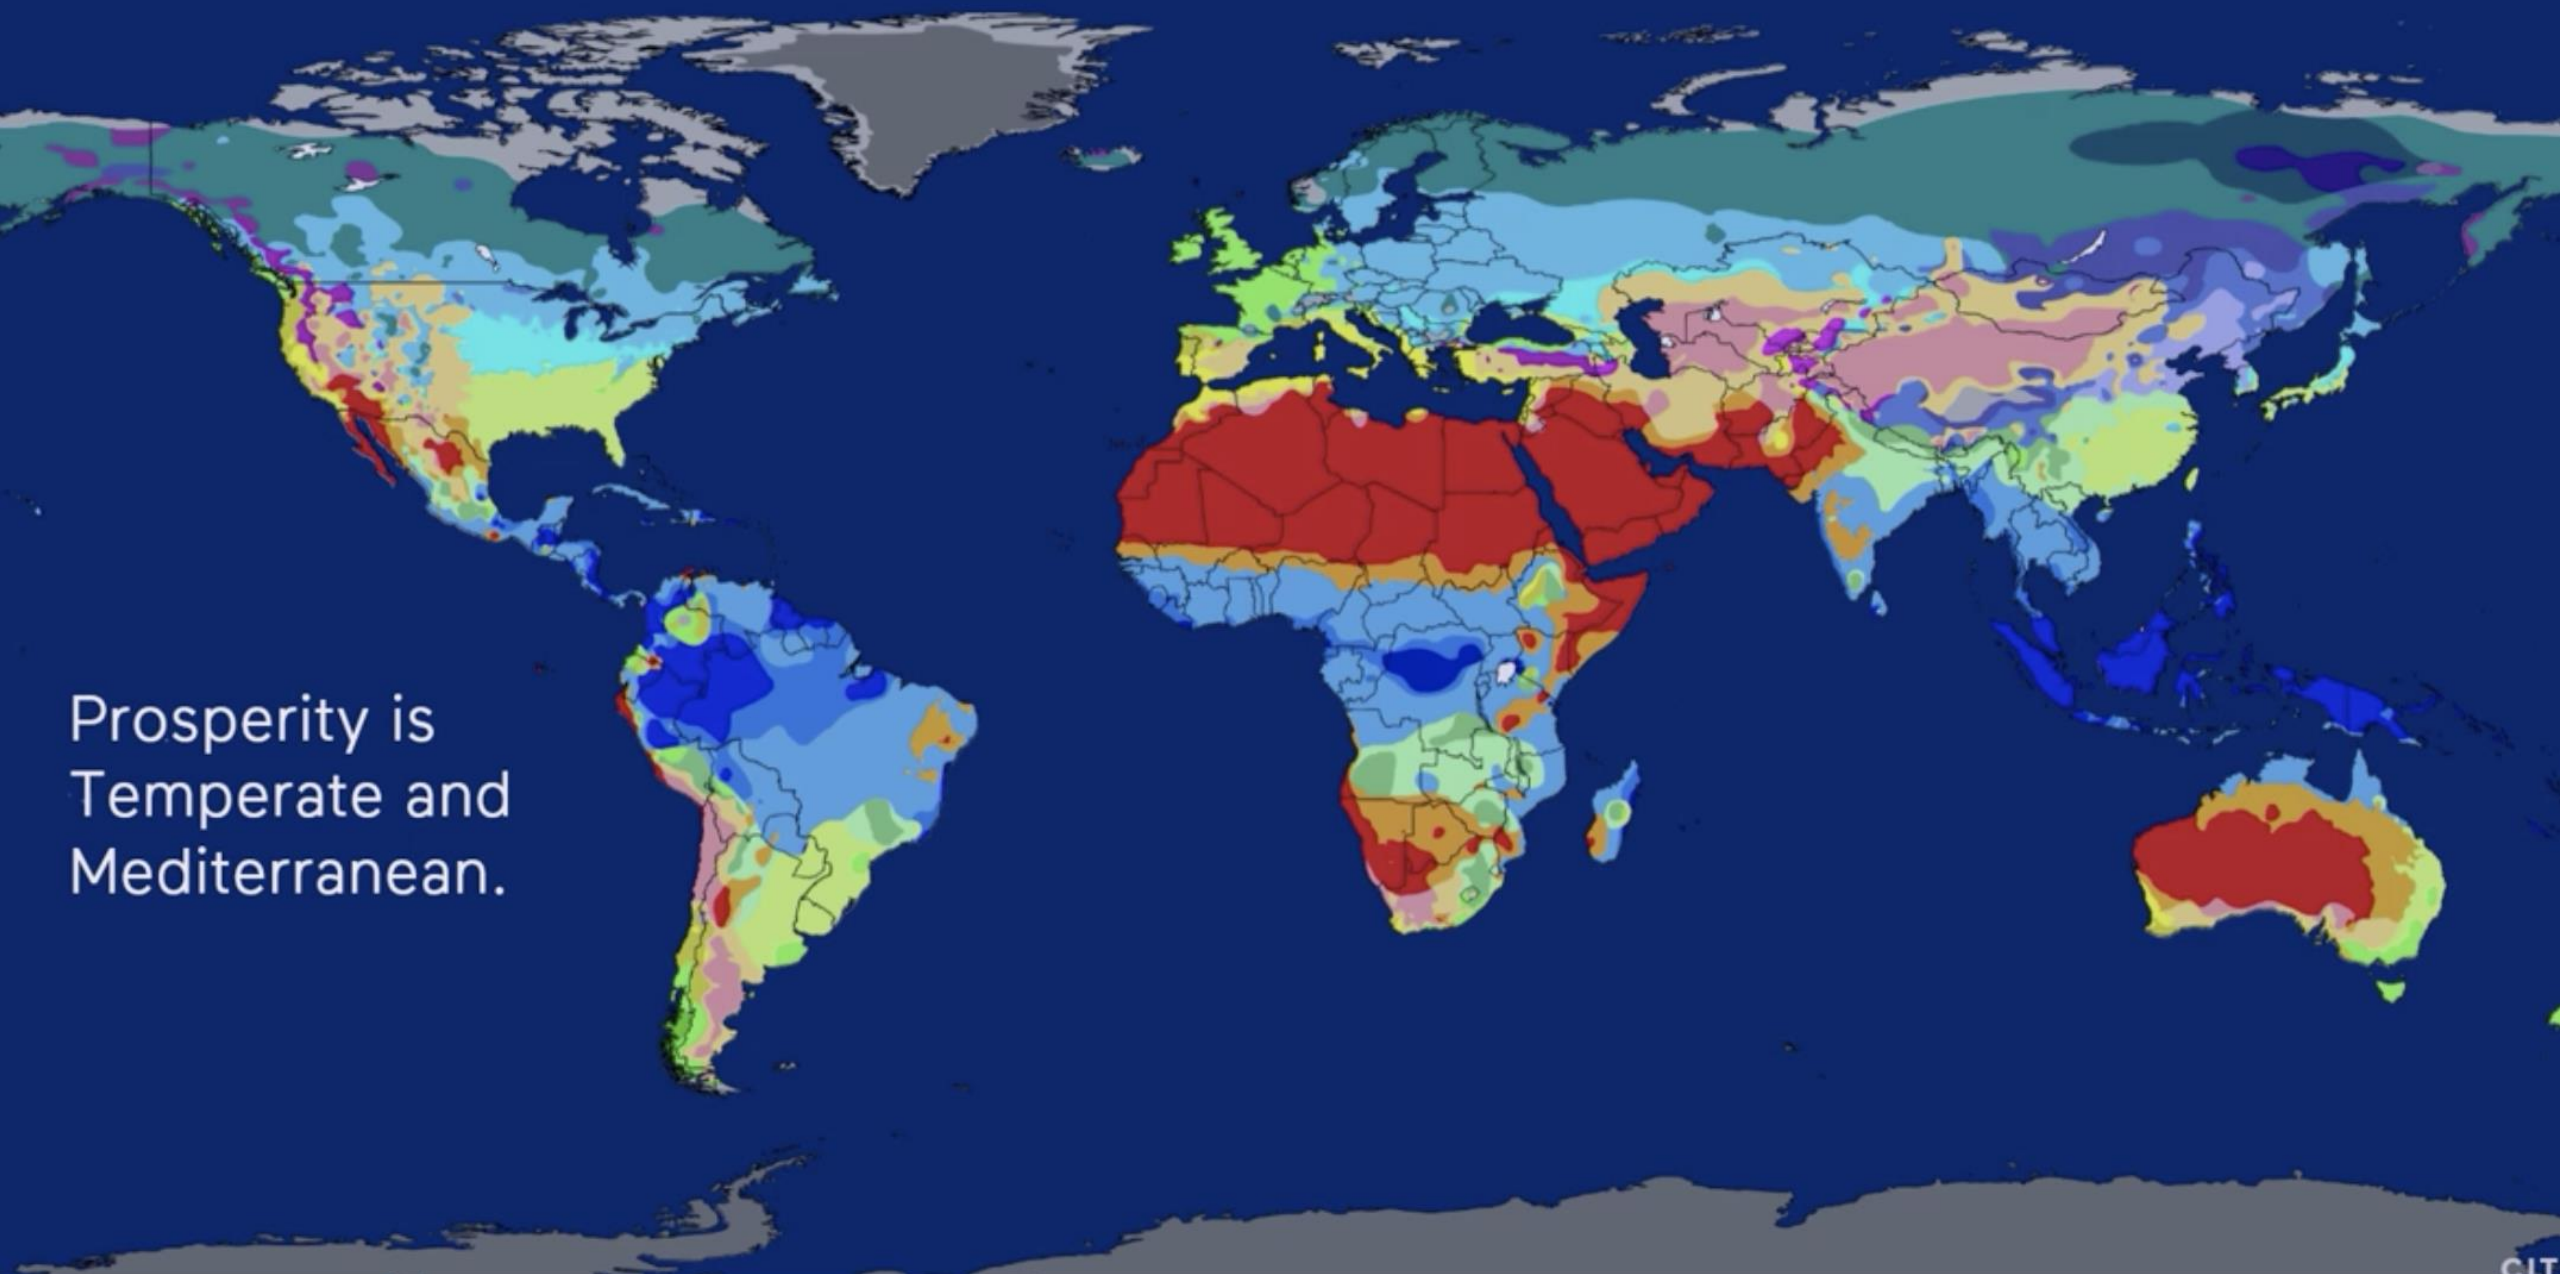 Prosperity is
Temperate and
Mediterranean.